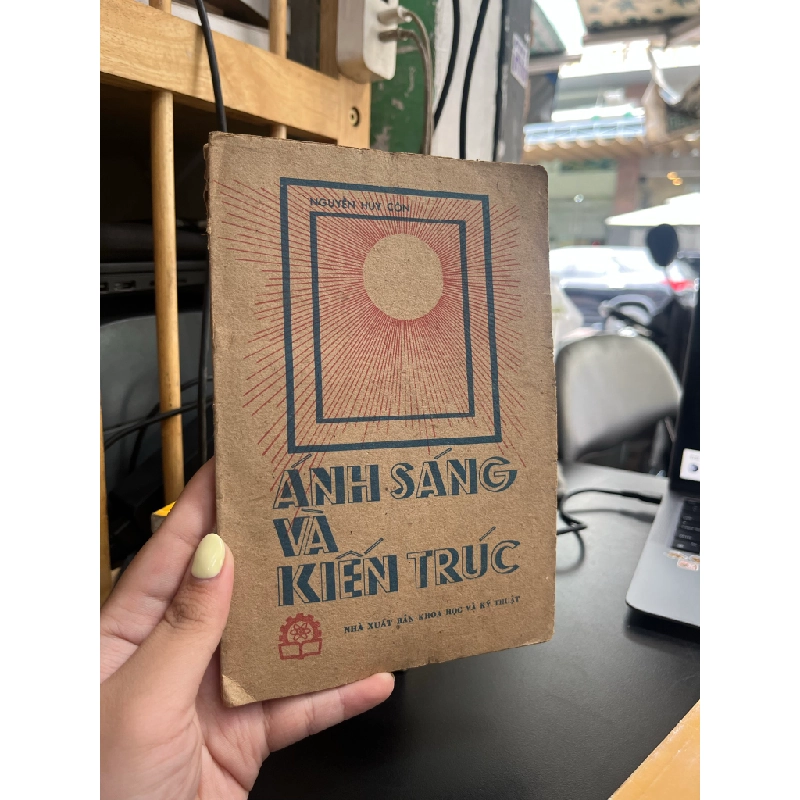 NGUYỄN HUY CÔN
ÁNH SÁNG
VÀ
KIẾN TRÚC
NHÀ XUẤT BẢN KHOA HỌC VÀ KỸ THUẬT